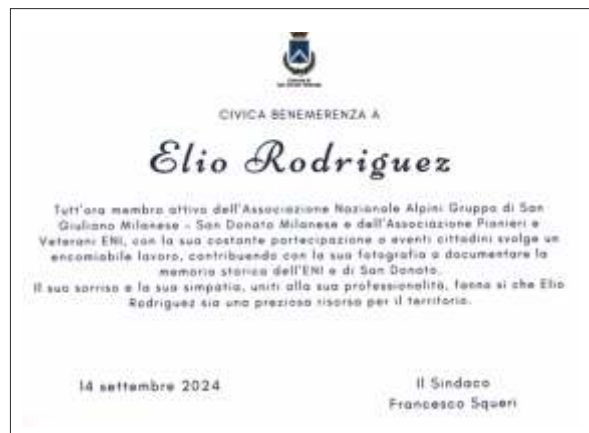 CIVICA BENEMERENZA A
Elio Rodriguez
Tutt'ora membro attivo dell'Associazione Nazionale Alpini Gruppo di San
Giuliano Milanese - San Donato Milanese e dell'Associazione Pionieri e
Veterani ENI, con la sua costante partecipazione a eventi cittadini svolge un
encomiabile lavoro, contribuendo con la sua fotografia a documentare la
memoria storica dell'ENI e di San Donato.
Il suo sorriso e la sua simpatia, uniti alla sua professionalità, fanno sì che Elio
Rodriguez sia una preziosa risorsa per il territorio.
14 settembre 2024
Il Sindaco
Francesco Squeri